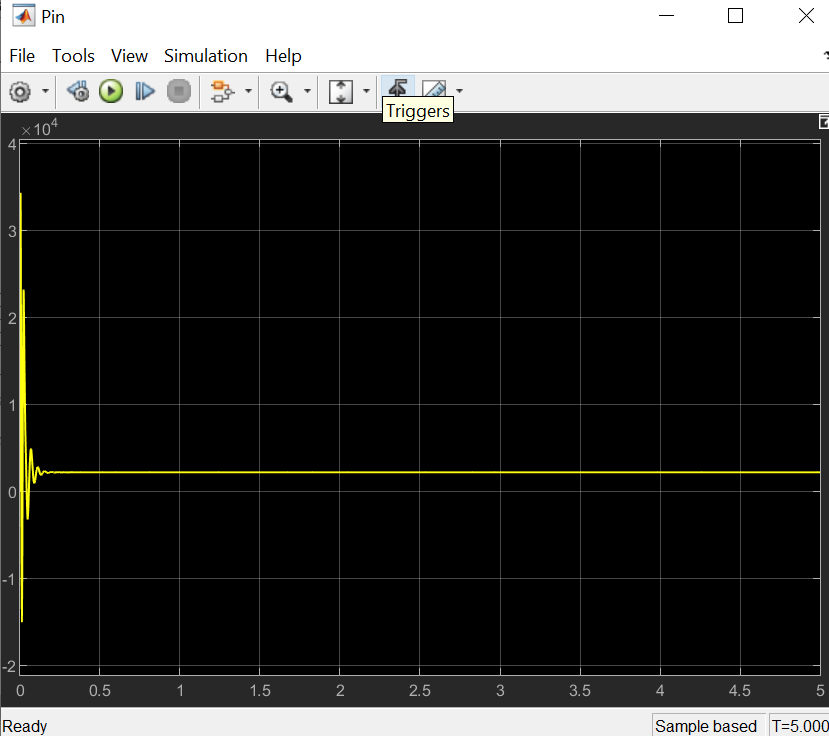 Pin
File Tools View Simulation Help
Triggers
×10⁴
4
3
2
1
0
-1
-2
0 0.5 1 1.5 2 2.5 3 3.5 4 4.5 5
Ready
Sample based T=5.000